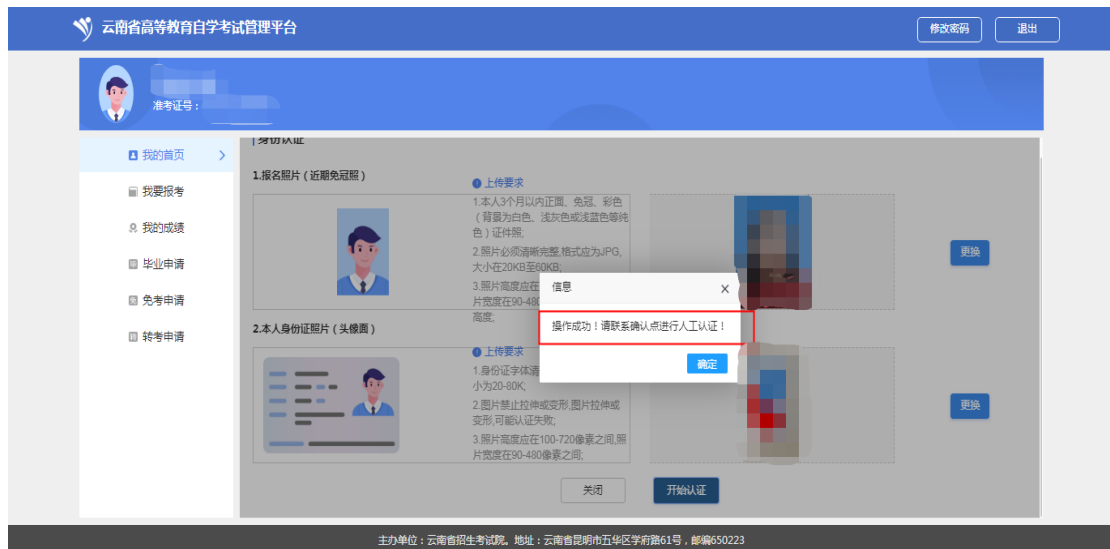 云南省高等教育自学考试管理平台
修改密码
退出
准考证号：
我的首页
我要报考
我的成绩
毕业申请
免考申请
转考申请
身份认证
1.报名照片（近期免冠照）
上传要求
1.本人3个月以内正面、免冠、彩色
（背景为白色、浅灰色或浅蓝色等纯
色）证件照;
2.照片必须清晰完整,格式应为JPG,
大小在20KB至60KB;
3.照片高度应在
片宽度在90-480
高度;
更换
信息
操作成功！请联系确认点进行人工认证！
确定
2.本人身份证照片（头像面）
上传要求
1.身份证字体清
小为20-80K;
2.图片禁止拉伸或变形,图片拉伸或
变形,可能认证失败;
3.照片高度应在100-720像素之间,照
片宽度在90-480像素之间;
更换
关闭
开始认证
主办单位：云南省招生考试院。地址：云南省昆明市五华区学府路61号，邮编650223